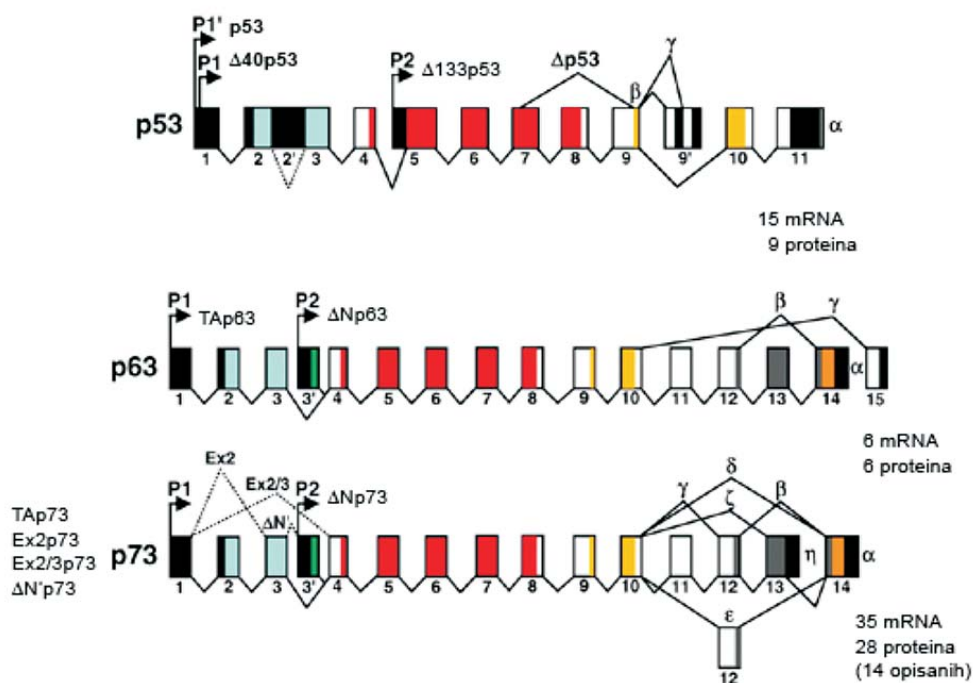 P1' p53
P1 Δ40p53
P2 Δ133p53
Δp53
β
γ
p53
α
1 2 2' 3 4 5 6 7 8 9 9' 10 11
15 mRNA
9 proteina
P1
TAp63
P2
ΔNp63
β
γ
p63
α
1 2 3 3' 4 5 6 7 8 9 10 11 12 13 14 15
6 mRNA
6 proteina
Ex2
Ex2/3
P1
P2
ΔNp73
ΔN'
δ
γ
ζ
β
TAp73
Ex2p73
Ex2/3p73
ΔN'p73
p73
η
α
1 2 3 3' 4 5 6 7 8 9 10 11 12 13 14
ε
12
35 mRNA
28 proteina
(14 opisanih)